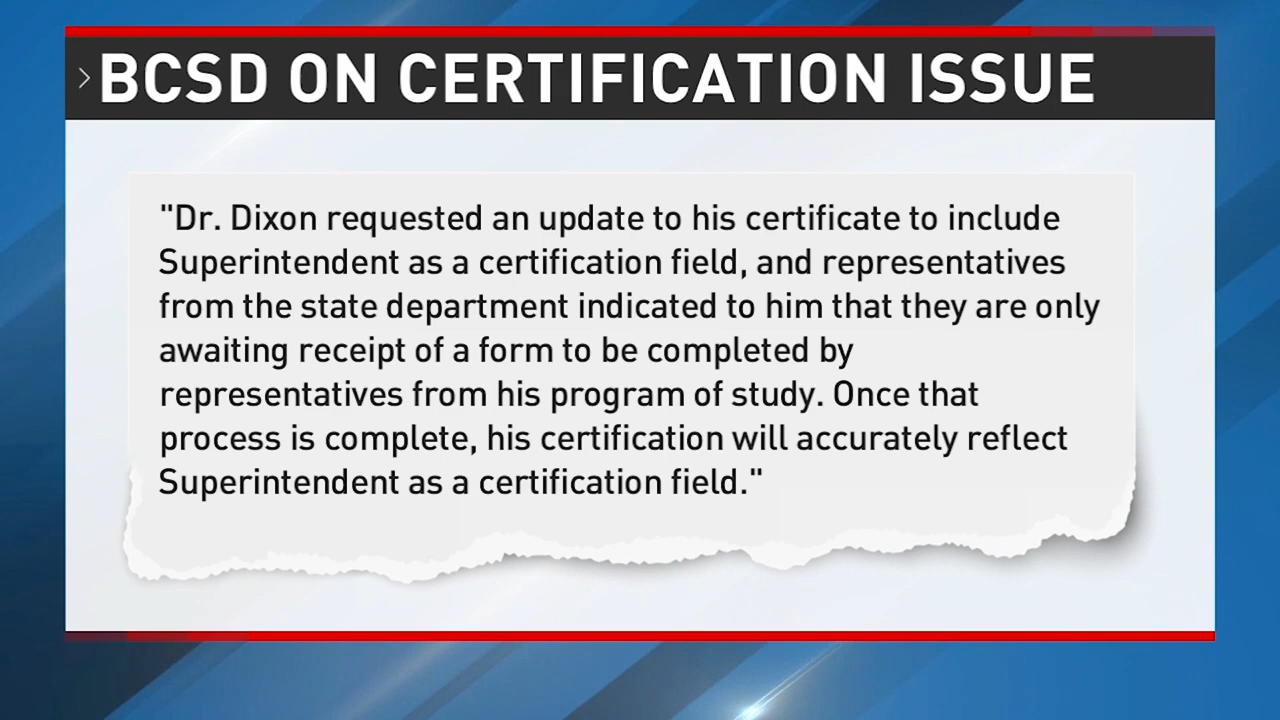 > BCSD ON CERTIFICATION ISSUE
"Dr. Dixon requested an update to his certificate to include
Superintendent as a certification field, and representatives
from the state department indicated to him that they are only
awaiting receipt of a form to be completed by
representatives from his program of study. Once that
process is complete, his certification will accurately reflect
Superintendent as a certification field."